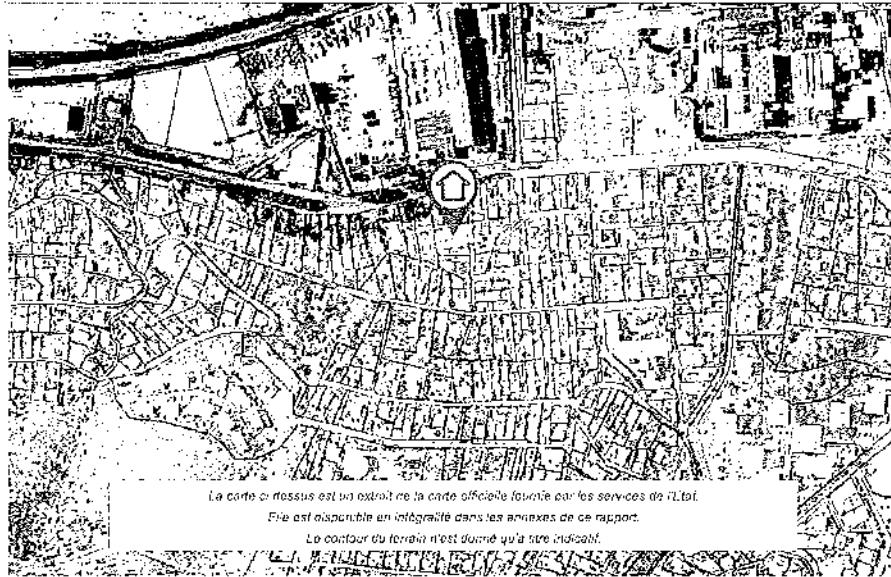 La carte ci dessus est un extrait de la carte officielle fournie par les services de l'Etat.
Elle est disponible en intégralité dans les annexes de ce rapport.
Le contour du terrain n'est donné qu'à titre indicatif.